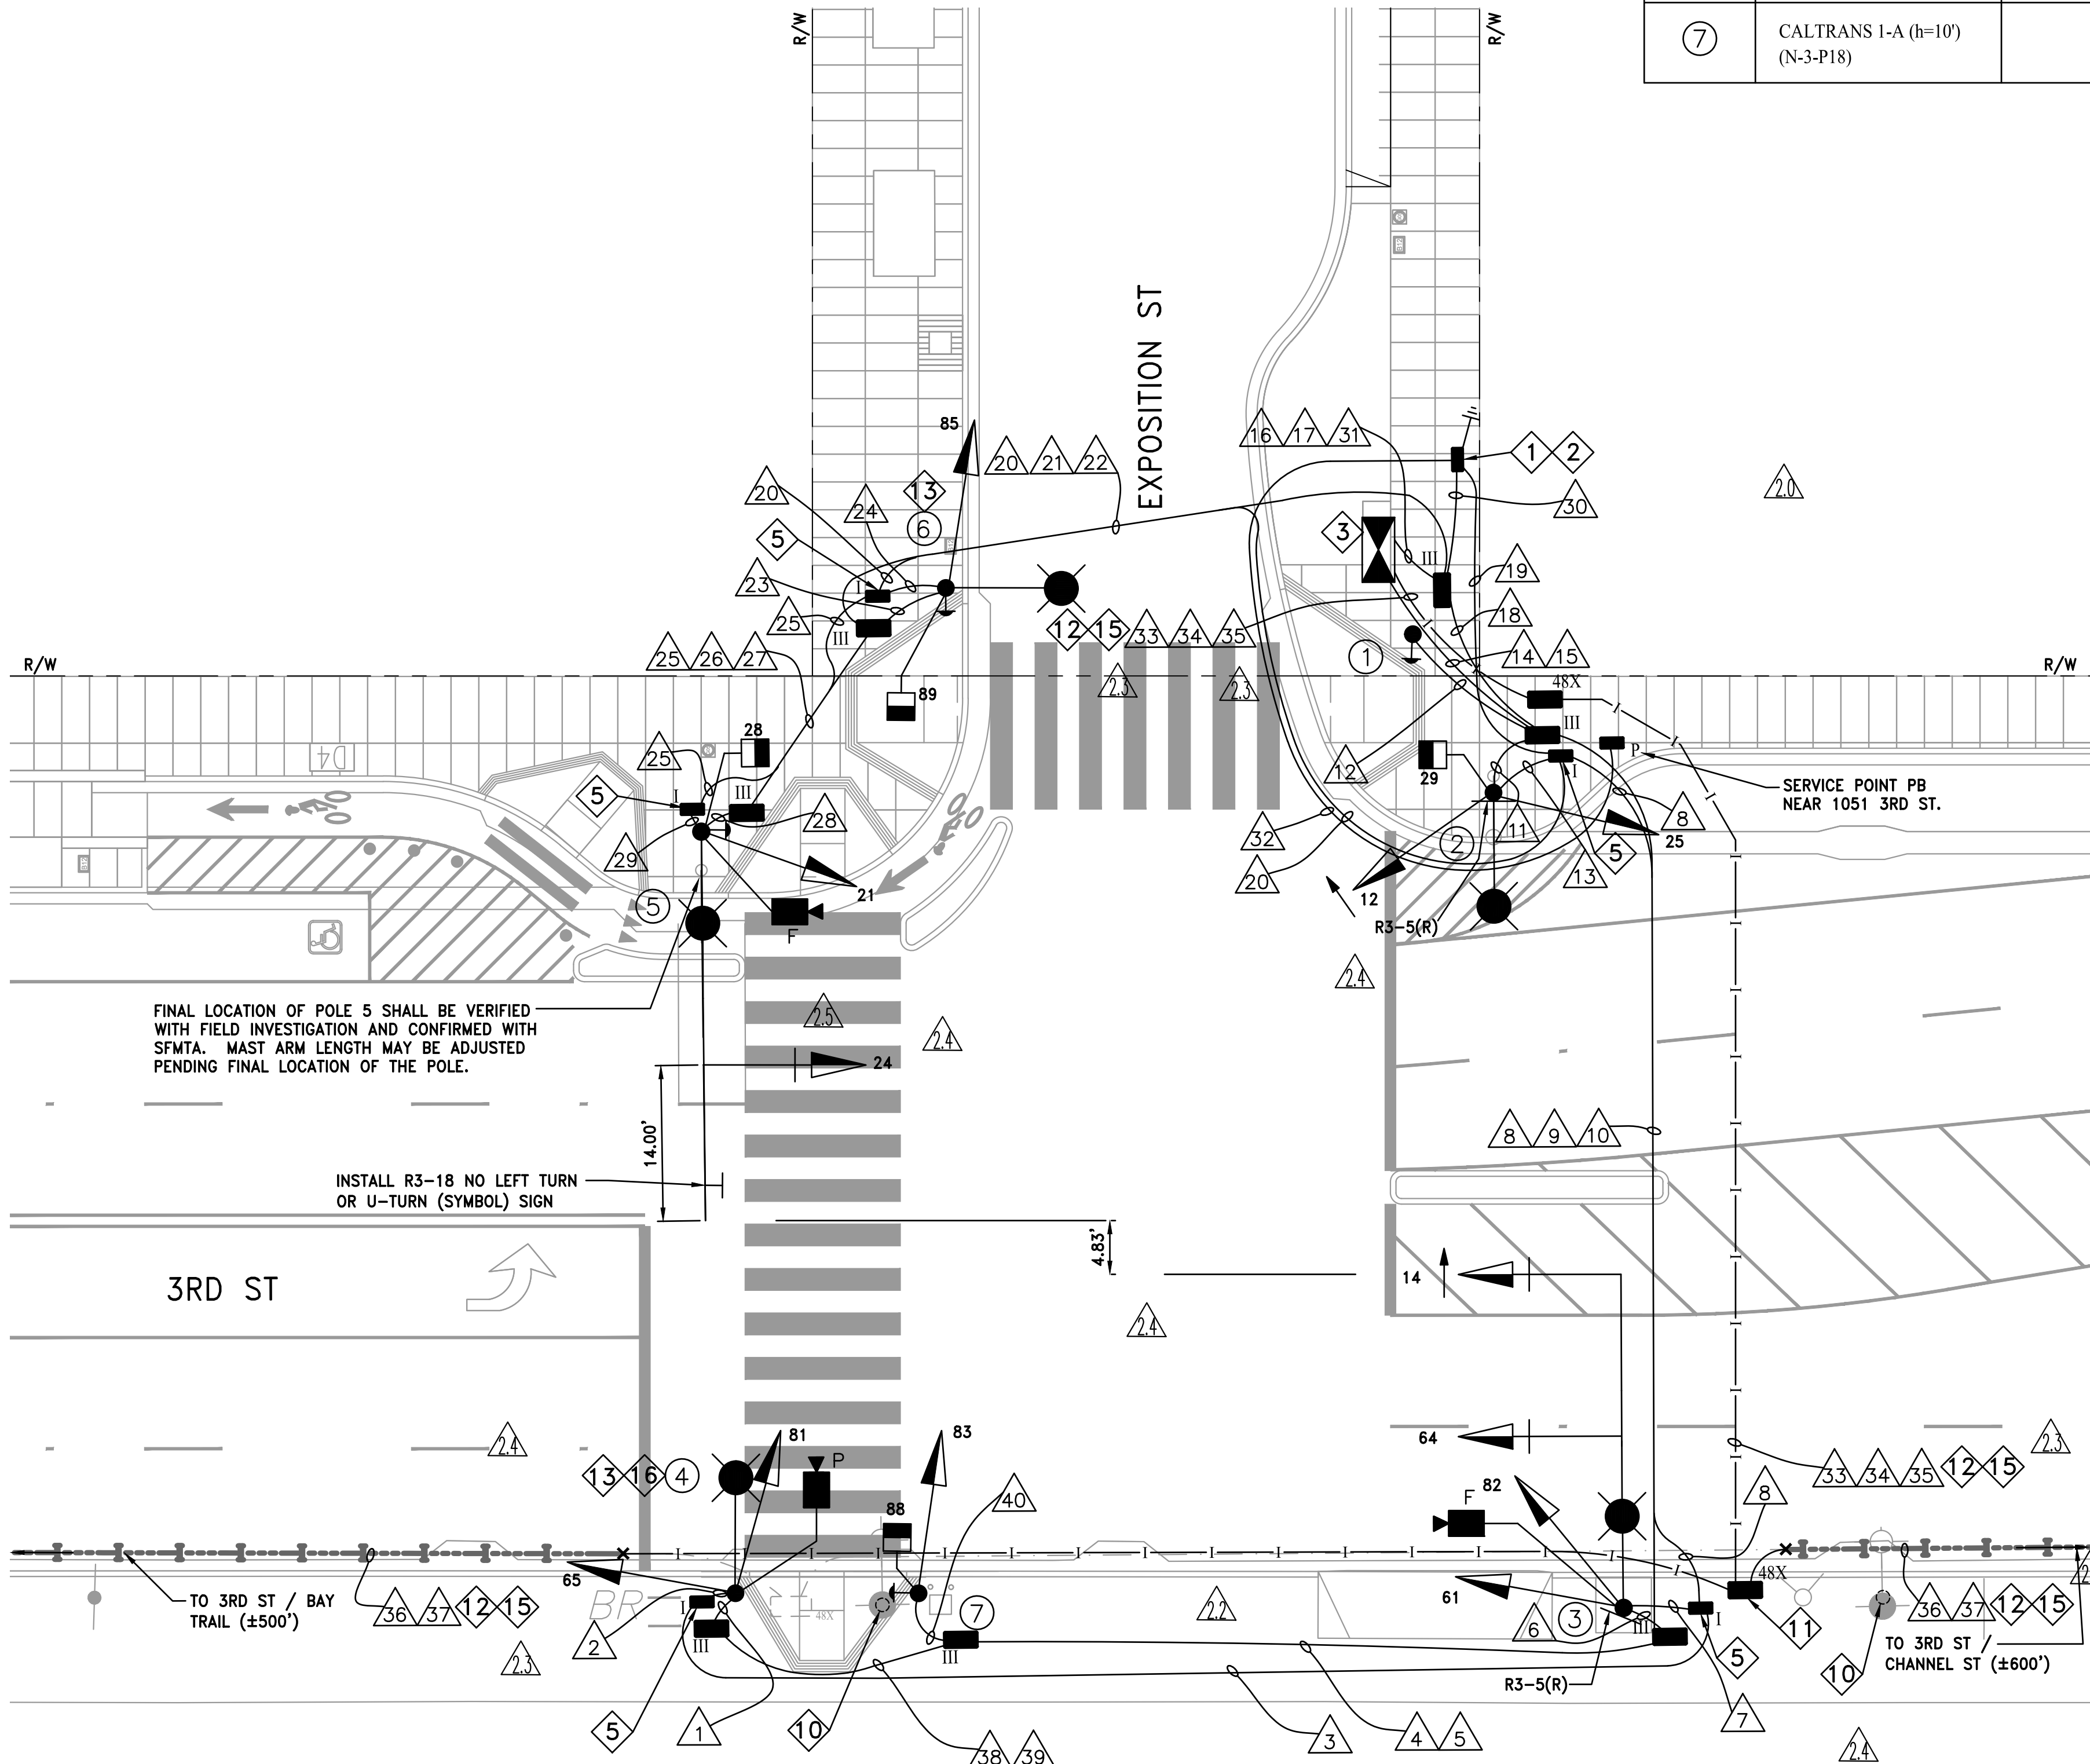 R/W
R/W
7
CALTRANS 1-A (h=10')
(N-3-P18)
EXPOSITION ST
85
20 21 22
16 17 31
1 2
20
24
13
6
30
2.0
5
3
III
I
23
19
25
18
III
12 15
33 34 35
1
14 15
25 26 27
R/W
R/W
2.3
2.3
48X
89
III
28
29
12
P
25
D4
I
SERVICE POINT PB
NEAR 1051 3RD ST.
5
I
III
28
32
11
8
29
2
25
20
5
13
21
12
5
F
R3-5(R)
2.4
FINAL LOCATION OF POLE 5 SHALL BE VERIFIED
WITH FIELD INVESTIGATION AND CONFIRMED WITH
SFMTA. MAST ARM LENGTH MAY BE ADJUSTED
PENDING FINAL LOCATION OF THE POLE.
2.5
2.4
24
14.00'
8 9 10
INSTALL R3-18 NO LEFT TURN
OR U-TURN (SYMBOL) SIGN
4.83'
3RD ST
14
2.4
81
83
64
2.4
2.3
13 16 4
P
33 34 35 12 15
82
F
40
8
88
65
48X
61
TO 3RD ST / BAY
TRAIL (±500')
36 37 12 15
BR
I
48X
7
2.2
6
3
III
I
11
36 37 12 15
2
III
III
TO 3RD ST /
CHANNEL ST (±600')
2.3
5
10
R3-5(R)
5
1
10
38 39
3
4 5
7
2.4